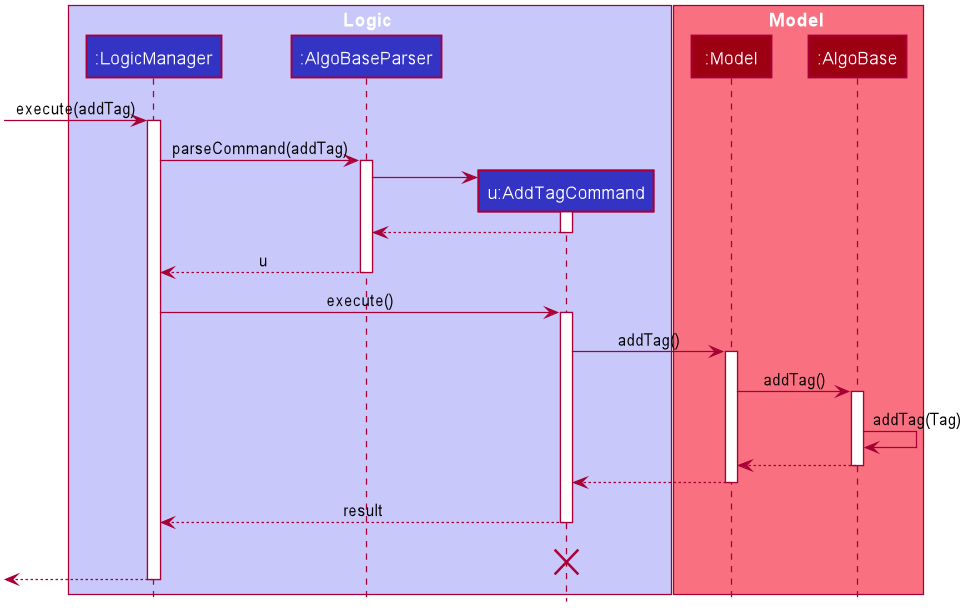 Logic
Model
:LogicManager
:AlgoBaseParser
:Model
:AlgoBase
execute(addTag)
parseCommand(addTag)
u:AddTagCommand
u
execute()
addTag()
addTag()
addTag(Tag)
result